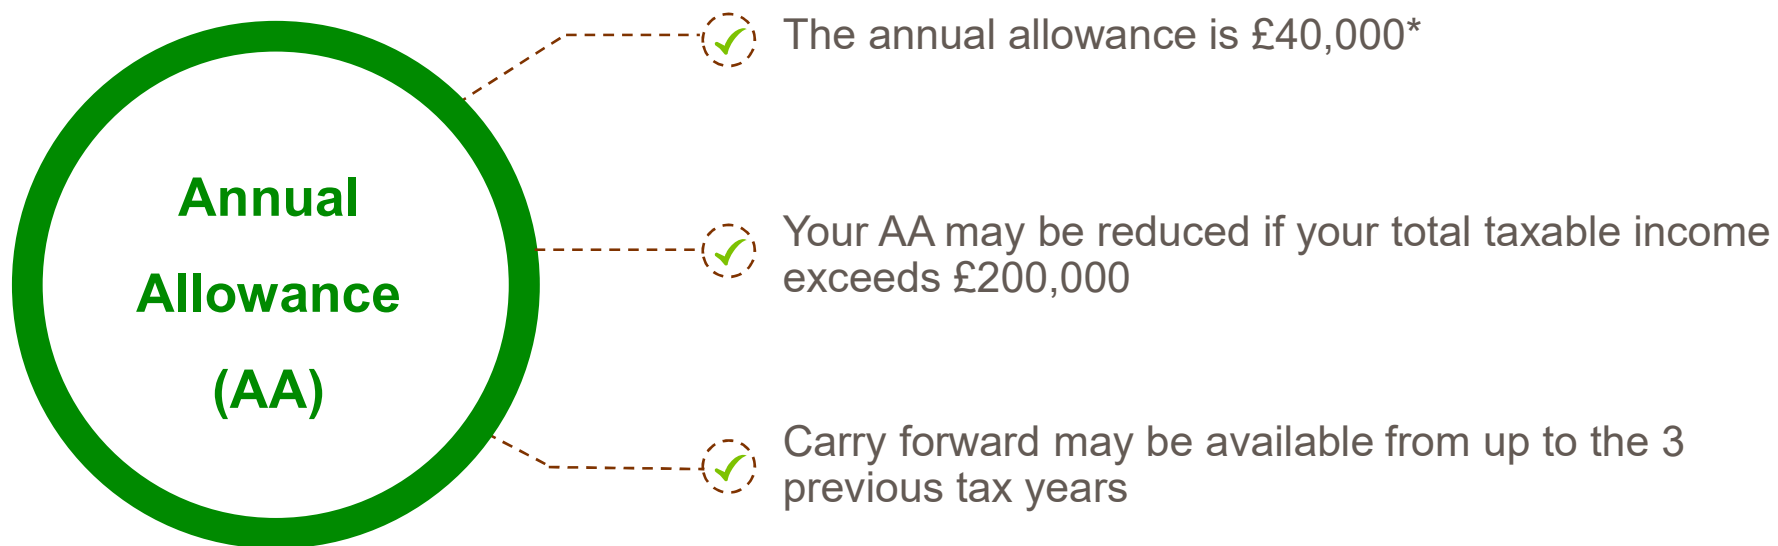 Annual
Allowance
(AA)
The annual allowance is £40,000*
Your AA may be reduced if your total taxable income
exceeds £200,000
Carry forward may be available from up to the 3
previous tax years